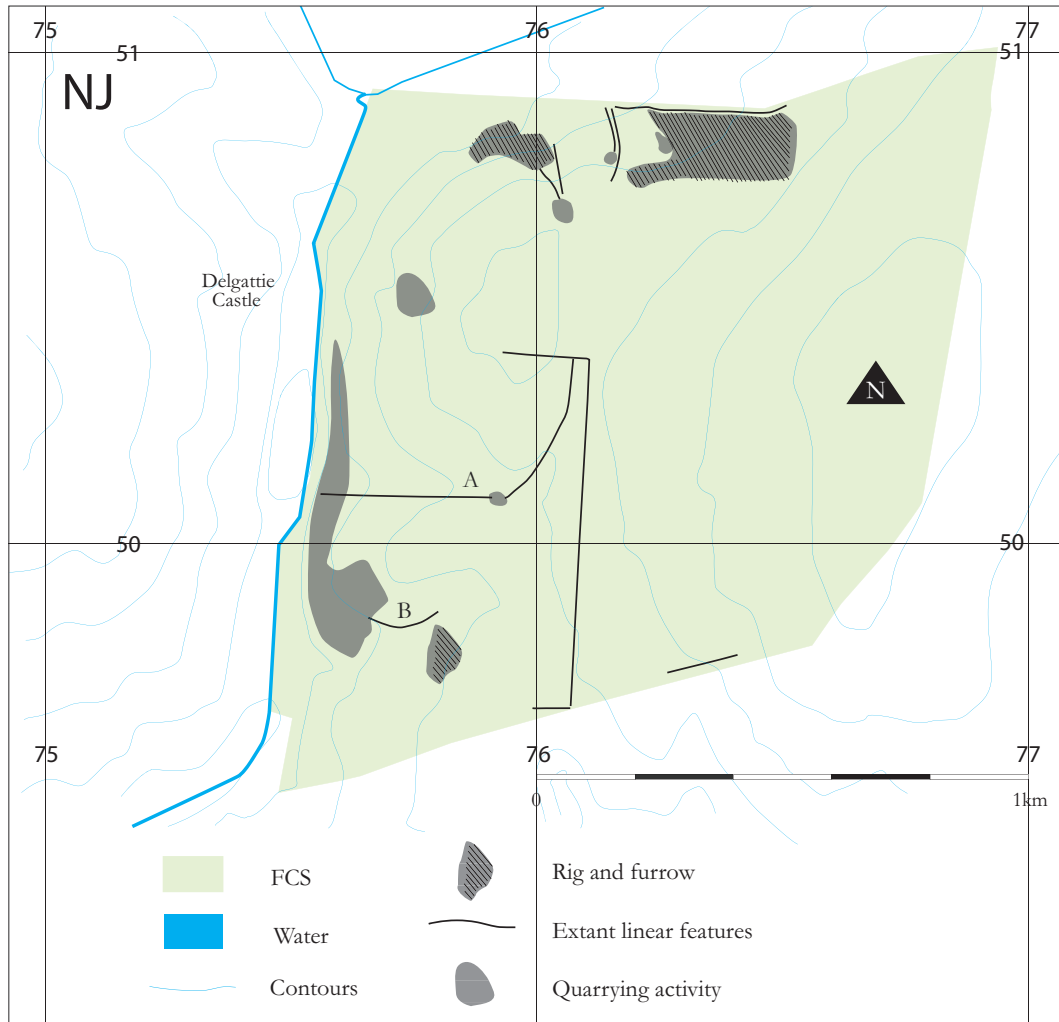 75
76
77
51
51
NJ
Delgattie
Castle
N
A
50
50
B
75
76
77
0
1km
FCS
Rig and furrow
Water
Extant linear features
Contours
Quarrying activity